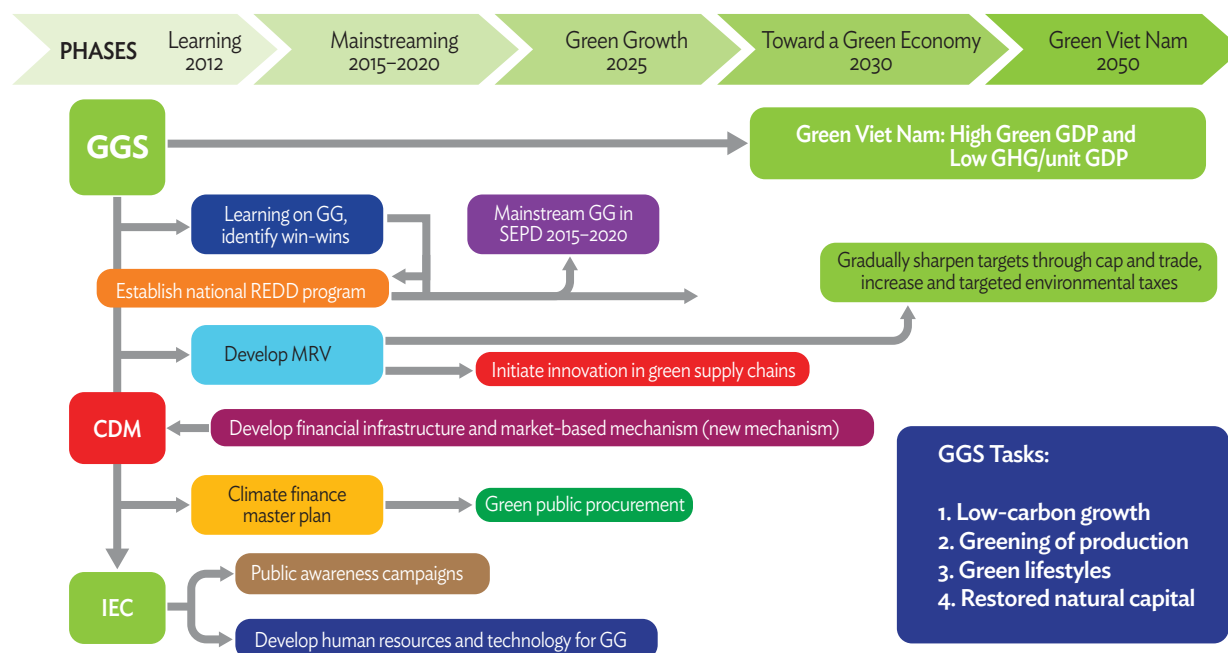 PHASES
Learning
2012
Mainstreaming
2015–2020
Green Growth
2025
Toward a Green Economy
2030
Green Viet Nam
2050
GGS
Green Viet Nam: High Green GDP and
Low GHG/unit GDP
Learning on GG,
identify win-wins
Mainstream GG in
SEPD 2015–2020
Gradually sharpen targets through cap and trade,
increase and targeted environmental taxes
Establish national REDD program
Develop MRV
Initiate innovation in green supply chains
CDM
Develop financial infrastructure and market-based mechanism (new mechanism)
Climate finance
master plan
Green public procurement
IEC
Public awareness campaigns
Develop human resources and technology for GG
GGS Tasks:
1. Low-carbon growth
2. Greening of production
3. Green lifestyles
4. Restored natural capital